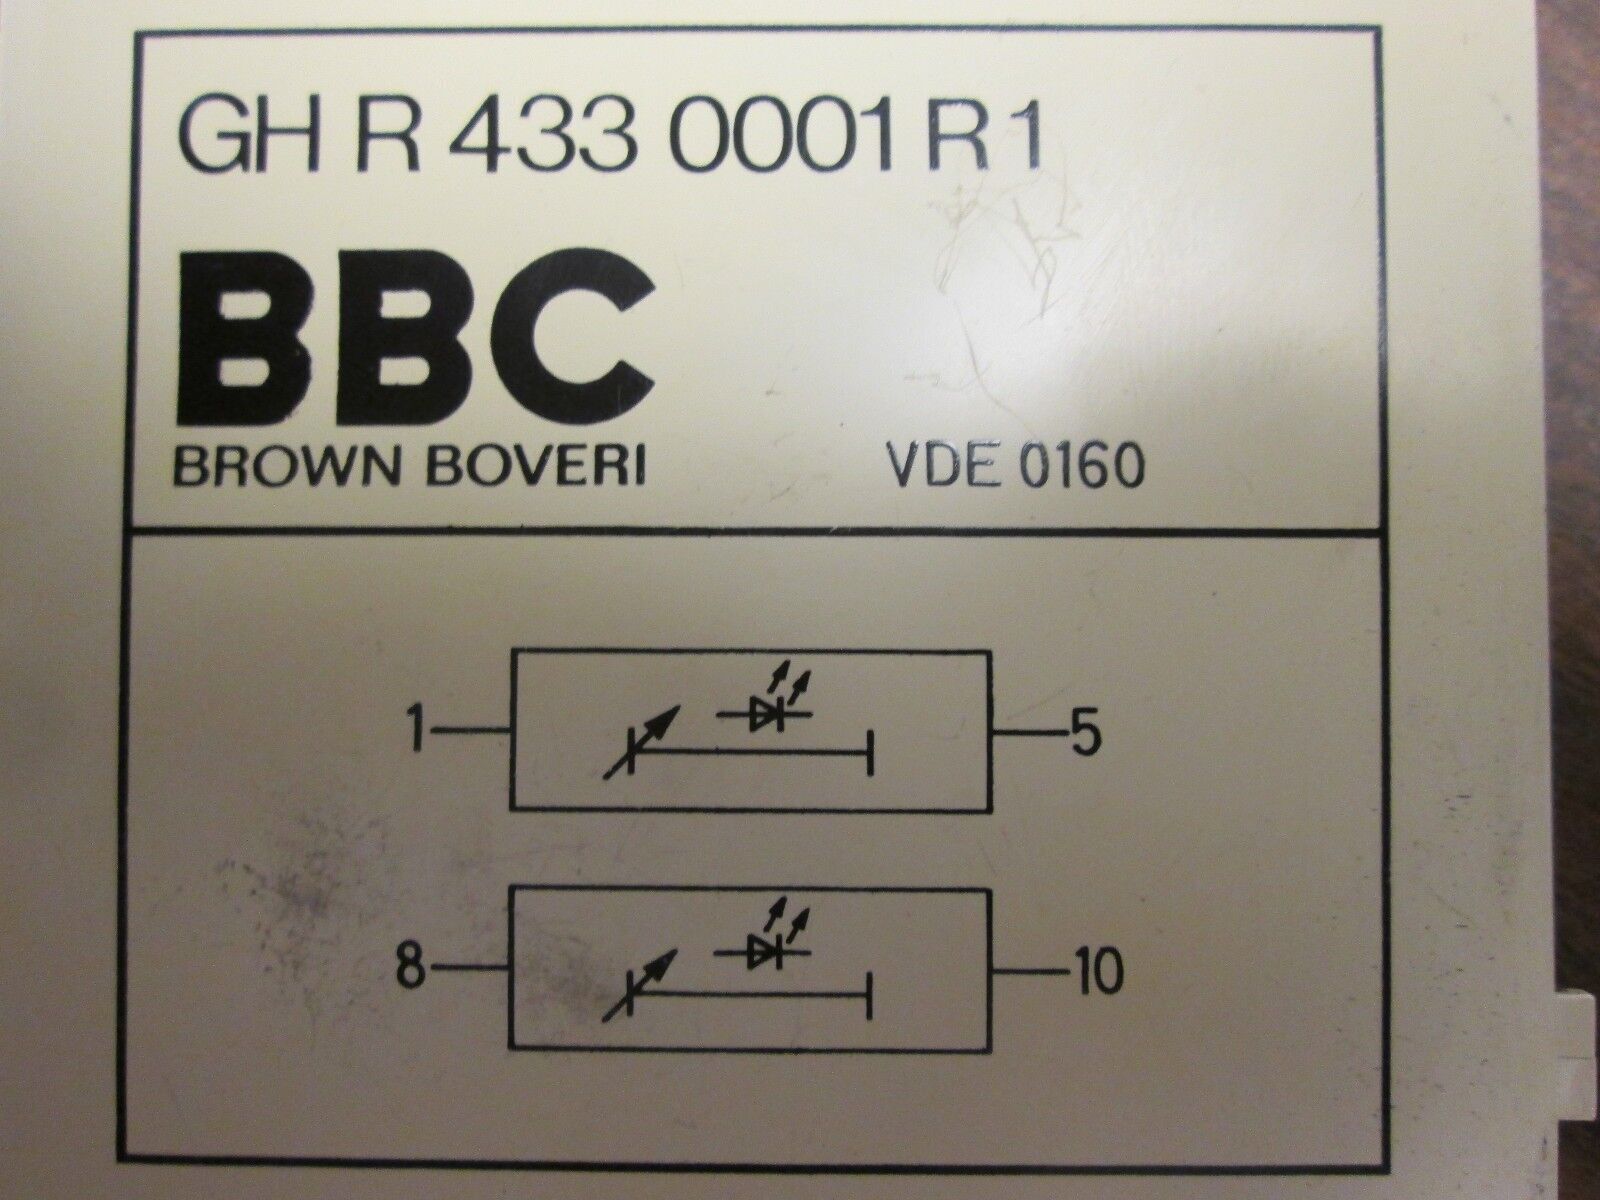 GH R 433 0001 R 1
BBC
BROWN BOVERI
VDE 0160
1 5
8 10